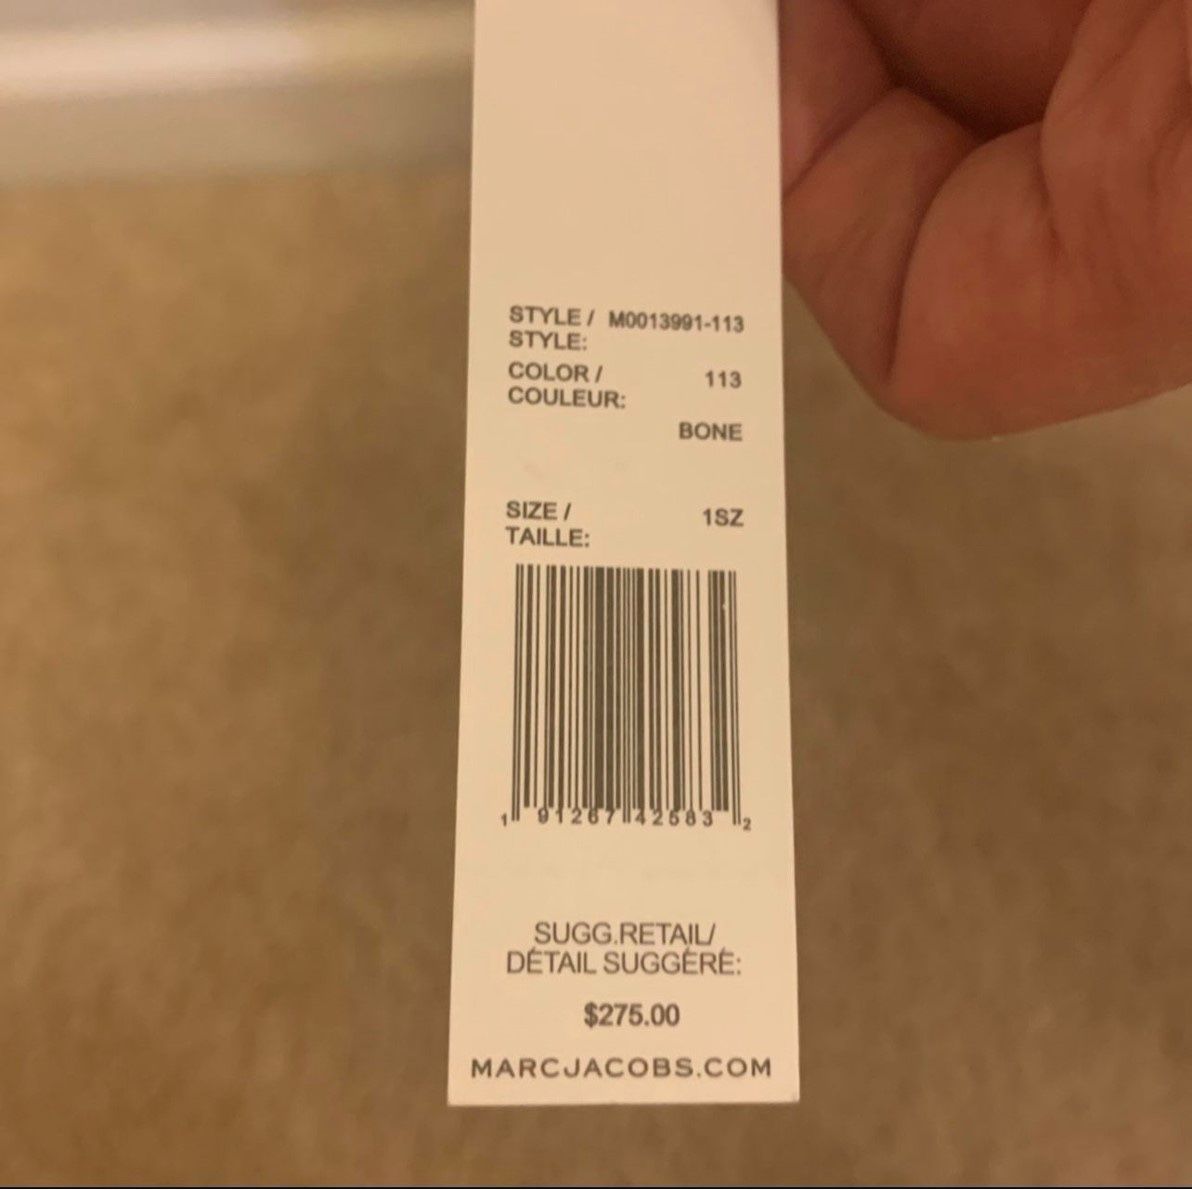 STYLE / M0013991-113
STYLE:
COLOR / 113
COULEUR:
BONE
SIZE / 1SZ
TAILLE:
1 91267 42583 2
SUGG.RETAIL/
DÉTAIL SUGGÉRÉ:
$275.00
MARCJACOBS.COM